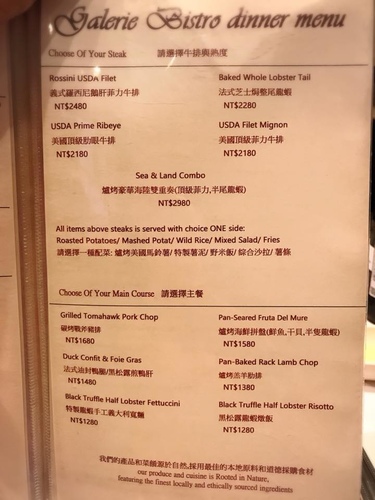 Galerie Bistro dinner menu
Choose Of Your Steak 請選擇牛排與熟度
Rossini USDA Filet
義式羅西尼鵝肝菲力牛排
NT$2480
Baked Whole Lobster Tail
法式芝士焗整尾龍蝦
NT$2280
USDA Prime Ribeye
美國頂級肋眼牛排
NT$2180
USDA Filet Mignon
美國頂級菲力牛排
NT$2180
Sea & Land Combo
爐烤豪華海陸雙重奏(頂級菲力,半尾龍蝦)
NT$2980
All items above steaks is served with choice ONE side:
Roasted Potatoes/ Mashed Potat/ Wild Rice/ Mixed Salad/ Fries
請選擇一種配菜: 爐烤美國馬鈴薯/ 特製薯泥/ 野米飯/ 綜合沙拉/ 薯條
Choose Of Your Main Course 請選擇主餐
Grilled Tomahawk Pork Chop
碳烤戰斧豬排
NT$1680
Pan-Seared Fruta Del Mure
爐烤海鮮拼盤(鮮魚,干貝,半隻龍蝦)
NT$1580
Duck Confit & Foie Gras
法式油封鴨腿/黑松露煎鴨肝
NT$1480
Pan-Baked Rack Lamb Chop
爐烤羔羊肋排
NT$1380
Black Truffle Half Lobster Fettuccini
特製龍蝦手工義大利寬麵
NT$1280
Black Truffle Half Lobster Risotto
黑松露龍蝦燉飯
NT$1280
我們的產品和菜餚源於自然,採用最佳的本地原料和道德採購食材
our produce and cuisine is Rooted in Nature,
featuring the finest locally and ethically sourced ingredients